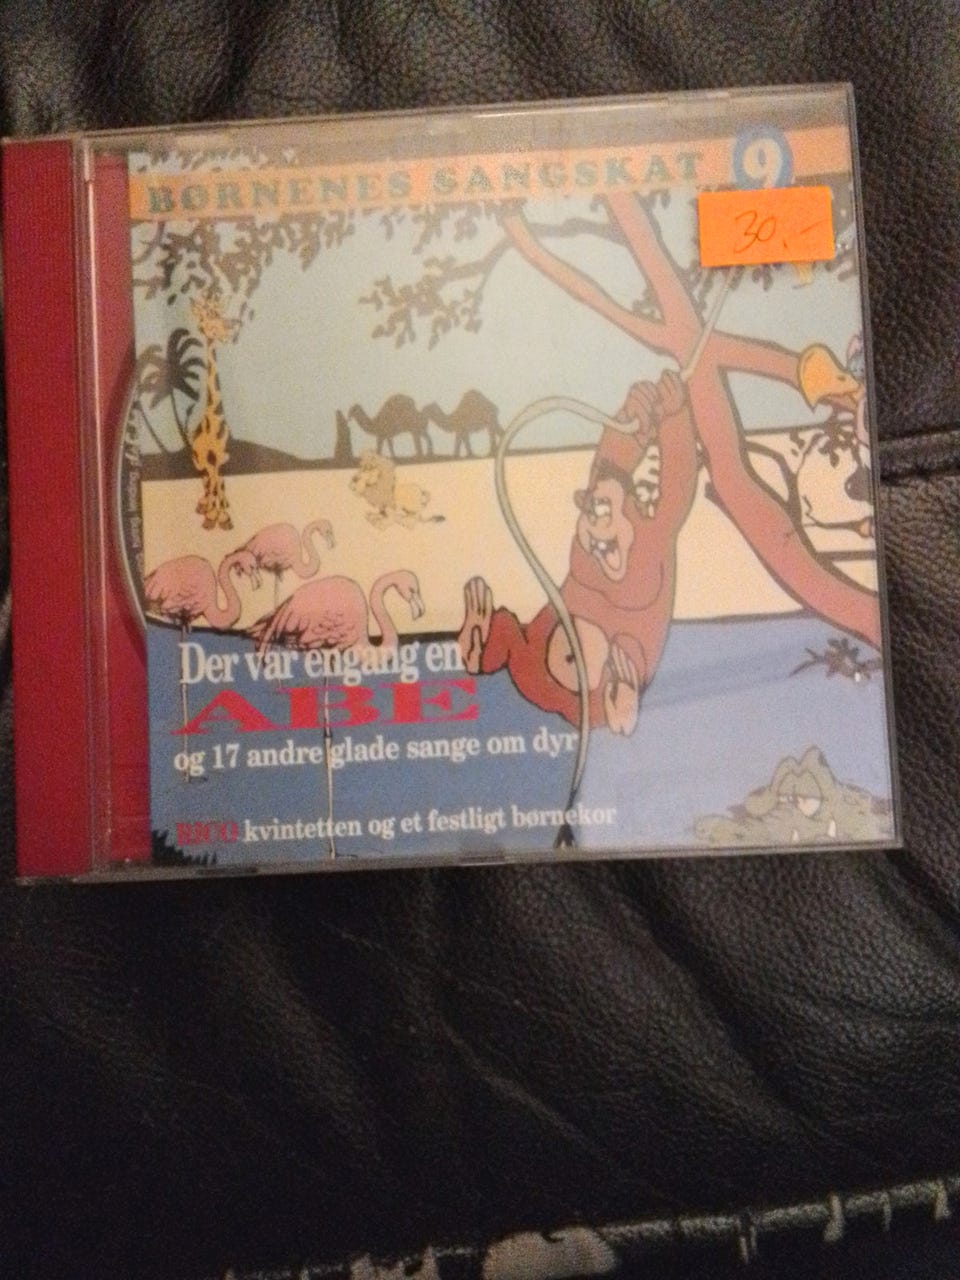 BØRNENES SANGSKAT 9
30,-
Der var engang en
ABE
og 17 andre glade sange om dyr
RICO kvintetten og et festligt børnekor